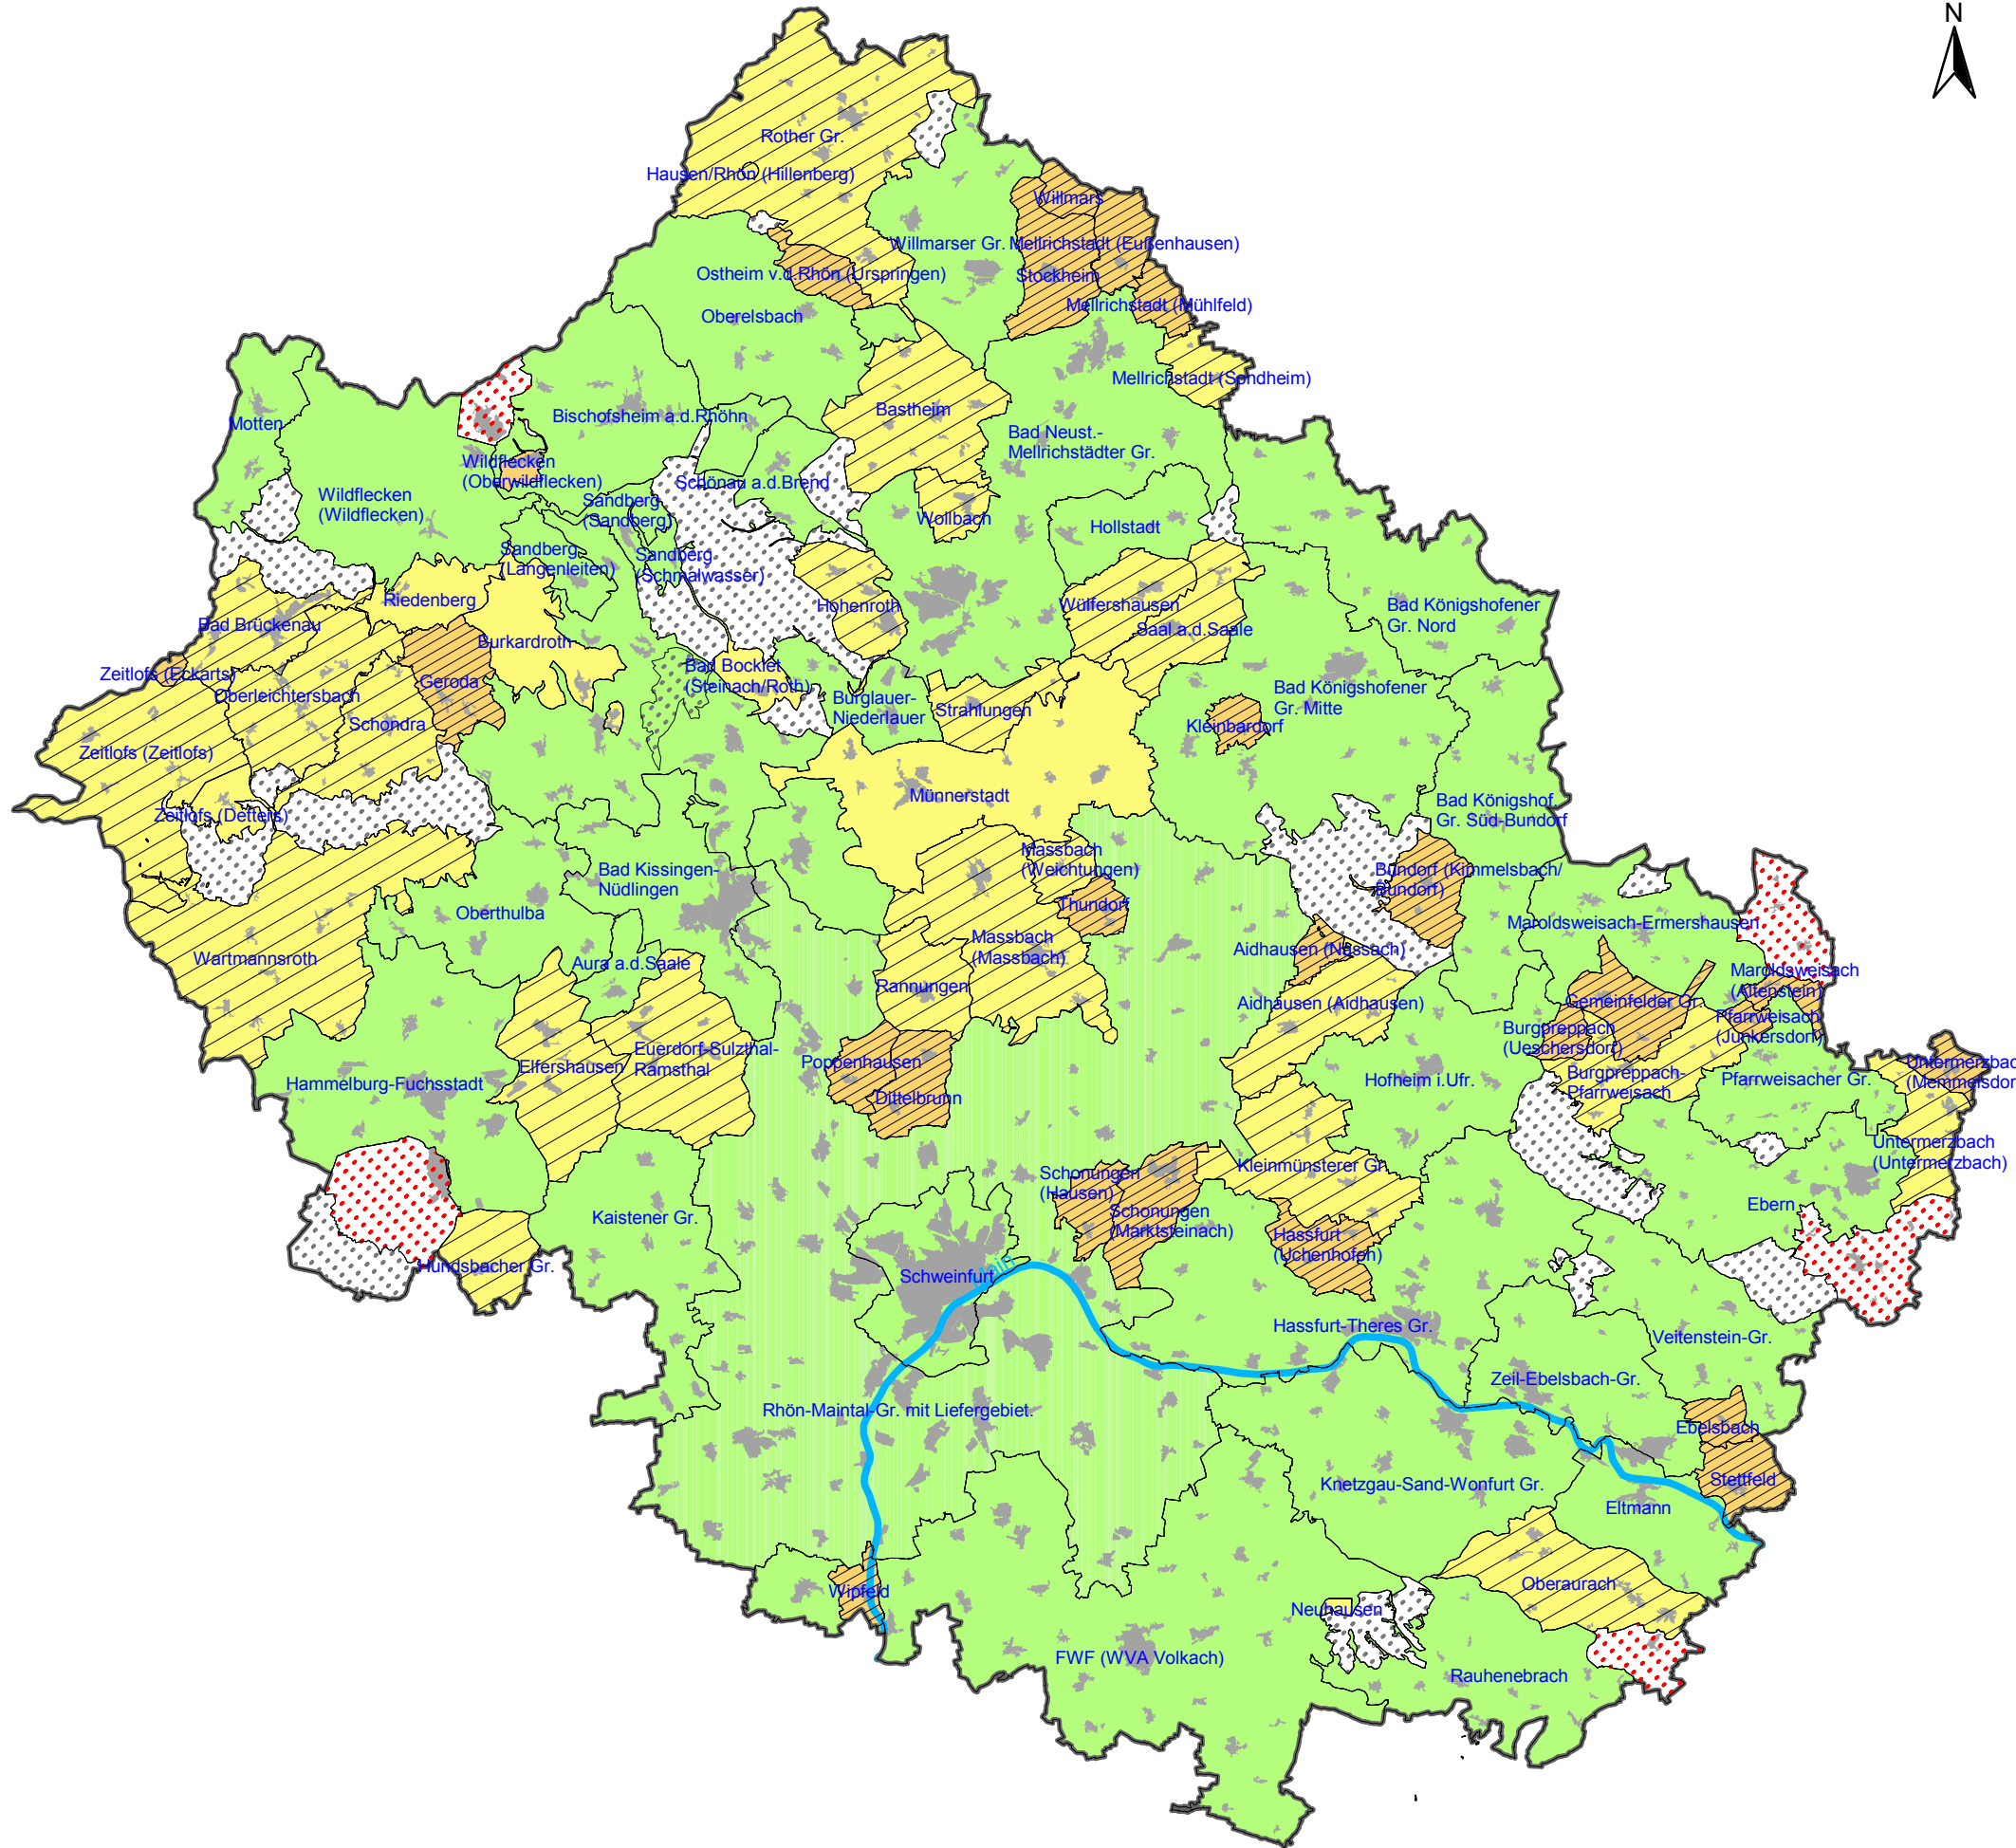 N
Rother Gr.
Hausen/Rhön (Hillenberg)
Willmars
Willmarser Gr.
Mellrichstadt (Eußenhausen)
Ostheim v.d.Rhön (Urspringen)
Stockheim
Mellrichstadt (Mühlfeld)
Oberelsbach
Mellrichstadt (Sondheim)
Bastheim
Bischofsheim a.d.Rhöhn
Motten
Bad Neust.-
Mellrichstädter Gr.
Wildflecken
(Oberwildflecken)
Schönau a.d.Brend
Wildflecken
(Wildflecken)
Sandberg
(Sandberg)
Wollbach
Hollstadt
Sandberg
(Langenleiten)
Sandberg
(Schmalwasser)
Riedenberg
Hohenroth
Wülfershausen
Bad Königshofener
Gr. Nord
Bad Brückenau
Burkardroth
Saal a.d.Saale
Zeitlofs (Eckarts)
Geroda
Bad Bocklet
(Steinach/Roth)
Oberleichtersbach
Burglauer-
Niederlauer
Strahlungen
Bad Königshofener
Gr. Mitte
Schondra
Kleinbardorf
Zeitlofs (Zeitlofs)
Münnerstadt
Zeitlofs (Detters)
Bad Königshof.
Gr. Süd-Bundorf
Massbach
(Weichtungen)
Bad Kissingen-
Nüdlingen
Bundorf (Kimmelsbach/
Bundorf)
Thundorf
Oberthulba
Maroldsweisach-Ermershausen
Massbach
(Massbach)
Aidhausen (Nassach)
Wartmannsroth
Aura a.d.Saale
Maroldsweisach
(Altenstein)
Rannungen
Aidhausen (Aidhausen)
Gemeinfelder Gr.
Pfarrweisach
(Junkersdorf)
Burgpreppach
(Ueschersdorf)
Euerdorf-Sulzthal-
Ramsthal
Elfershausen
Poppenhausen
Hammelburg-Fuchsstadt
Hofheim i.Ufr.
Burgpreppach-
Pfarrweisach
Pfarrweisacher Gr.
Untermerzbac
(Memmelsdor
Dittelbrunn
Untermerzbach
(Untermerzbach)
Kleinmünsterer Gr.
Schonungen
(Hausen)
Ebern
Schonungen
(Marktsteinach)
Kaistener Gr.
Hassfurt
(Uchenhofen)
Hundsbacher Gr.
Schweinfurt
Main
Hassfurt-Theres Gr.
Veitenstein-Gr.
Zeil-Ebelsbach-Gr.
Rhön-Maintal-Gr. mit Liefergebiet.
Ebelsbach
Knetzgau-Sand-Wonfurt Gr.
Stettfeld
Eltmann
Wipfeld
Oberaurach
Neuhausen
FWF (WVA Volkach)
Rauhenebrach